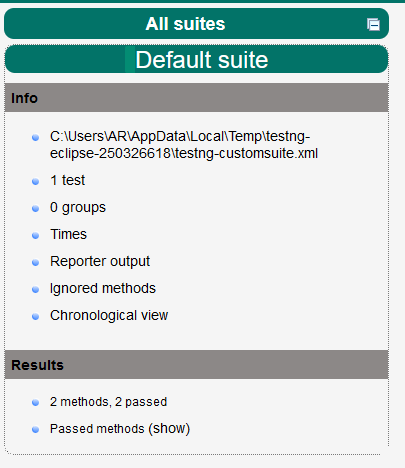 All suites
Default suite
Info
C:\Users\AR\AppData\Local\Temp\testng-
eclipse-250326618\testng-customsuite.xml
1 test
0 groups
Times
Reporter output
Ignored methods
Chronological view
Results
2 methods, 2 passed
Passed methods (show)